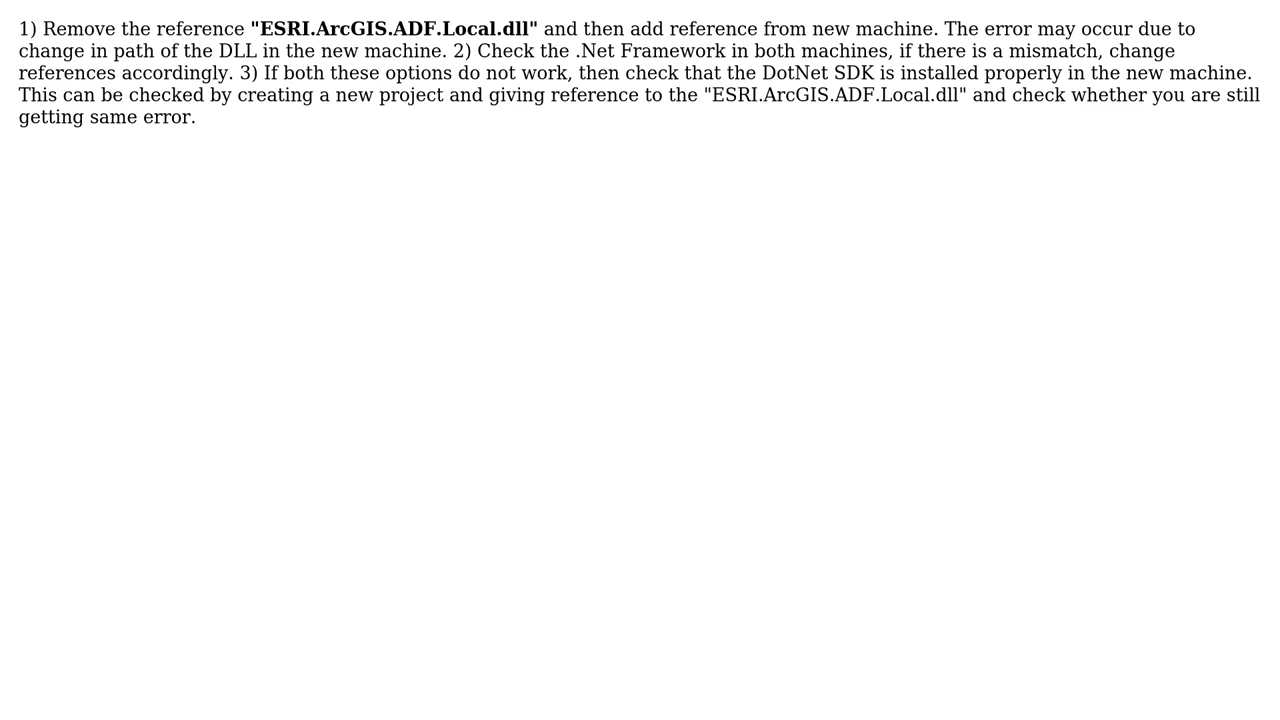 1) Remove the reference "ESRI.ArcGIS.ADF.Local.dll" and then add reference from new machine. The error may occur due to
change in path of the DLL in the new machine. 2) Check the .Net Framework in both machines, if there is a mismatch, change
references accordingly. 3) If both these options do not work, then check that the DotNet SDK is installed properly in the new machine.
This can be checked by creating a new project and giving reference to the "ESRI.ArcGIS.ADF.Local.dll" and check whether you are still
getting same error.